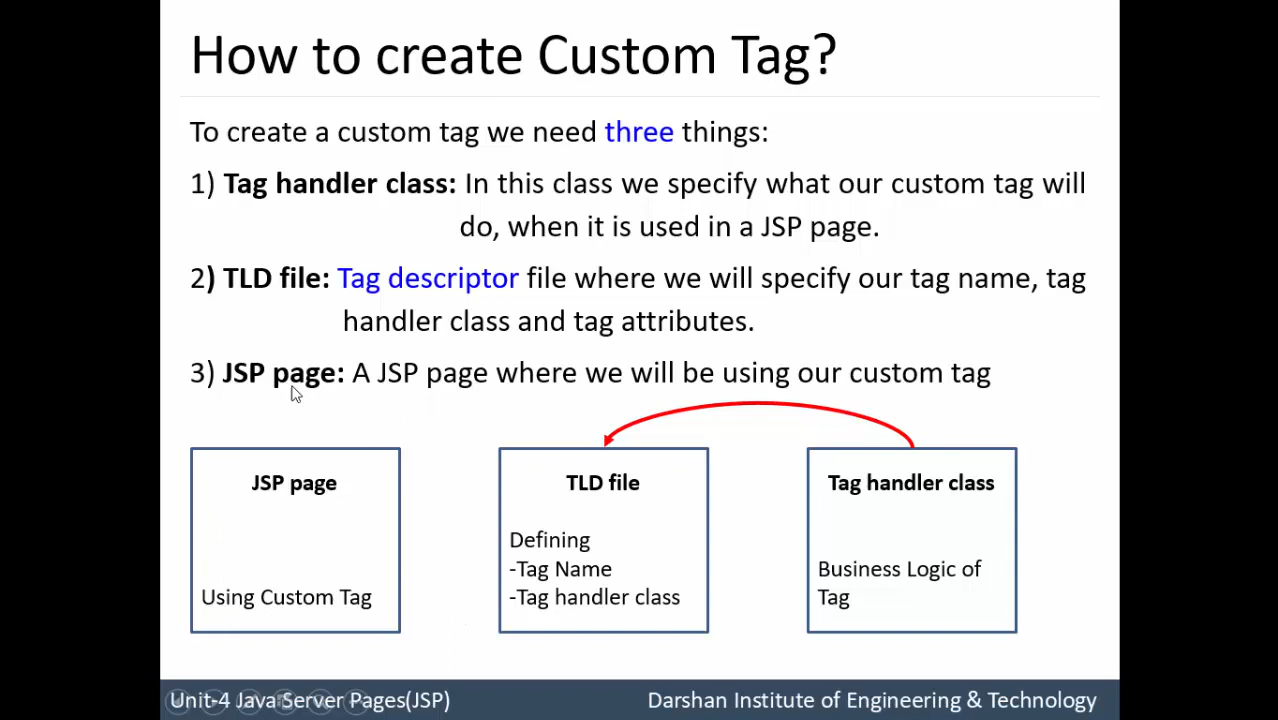 How to create Custom Tag?
To create a custom tag we need three things:
1) Tag handler class: In this class we specify what our custom tag will
do, when it is used in a JSP page.
2) TLD file: Tag descriptor file where we will specify our tag name, tag
handler class and tag attributes.
3) JSP page: A JSP page where we will be using our custom tag
JSP page
Using Custom Tag
TLD file
Defining
-Tag Name
-Tag handler class
Tag handler class
Business Logic of
Tag
Unit-4 Java Server Pages(JSP)
Darshan Institute of Engineering & Technology